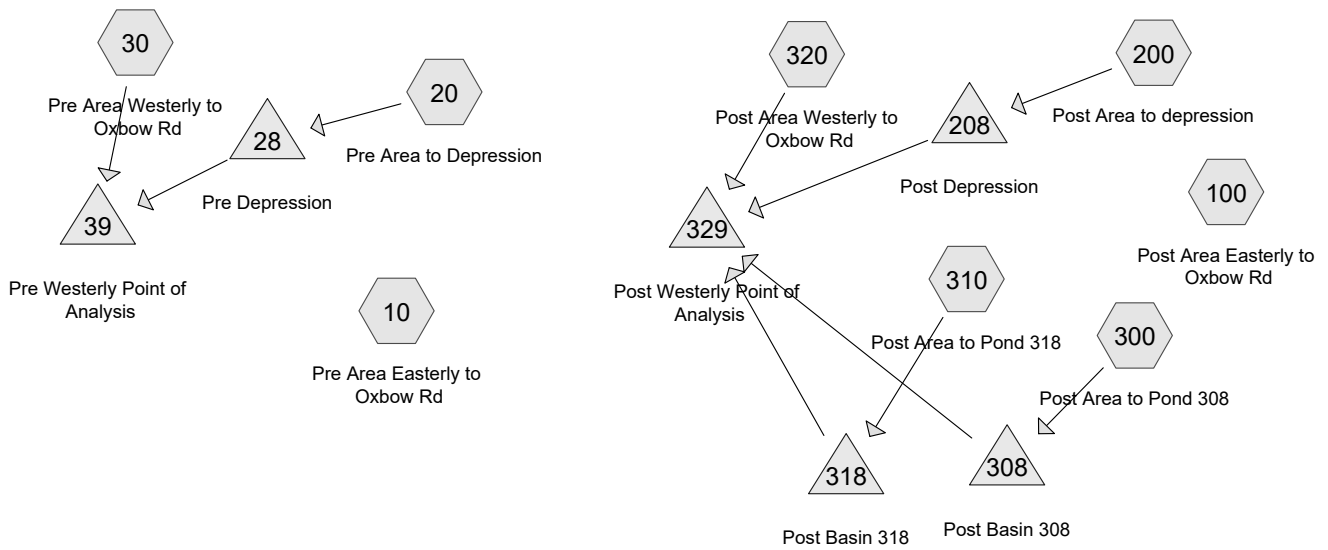 30
Pre Area Westerly to
Oxbow Rd
20
Pre Area to Depression
28
Pre Depression
39
Pre Westerly Point of
Analysis
10
Pre Area Easterly to
Oxbow Rd
320
Post Area Westerly to
Oxbow Rd
200
Post Area to depression
208
Post Depression
100
Post Area Easterly to
Oxbow Rd
329
Post Westerly Point of
Analysis
310
Post Area to Pond 318
300
Post Area to Pond 308
318
Post Basin 318
308
Post Basin 308